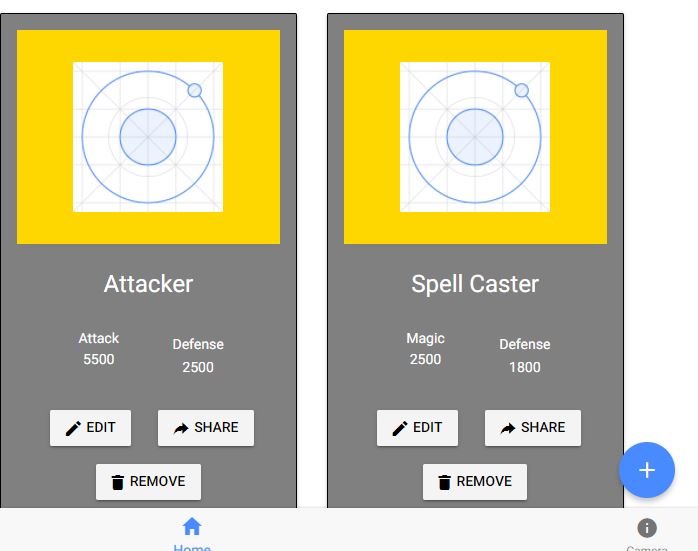 Attacker
Attack
5500
Defense
2500
EDIT
SHARE
REMOVE
Spell Caster
Magic
2500
Defense
1800
EDIT
SHARE
REMOVE
+
Home
Camera